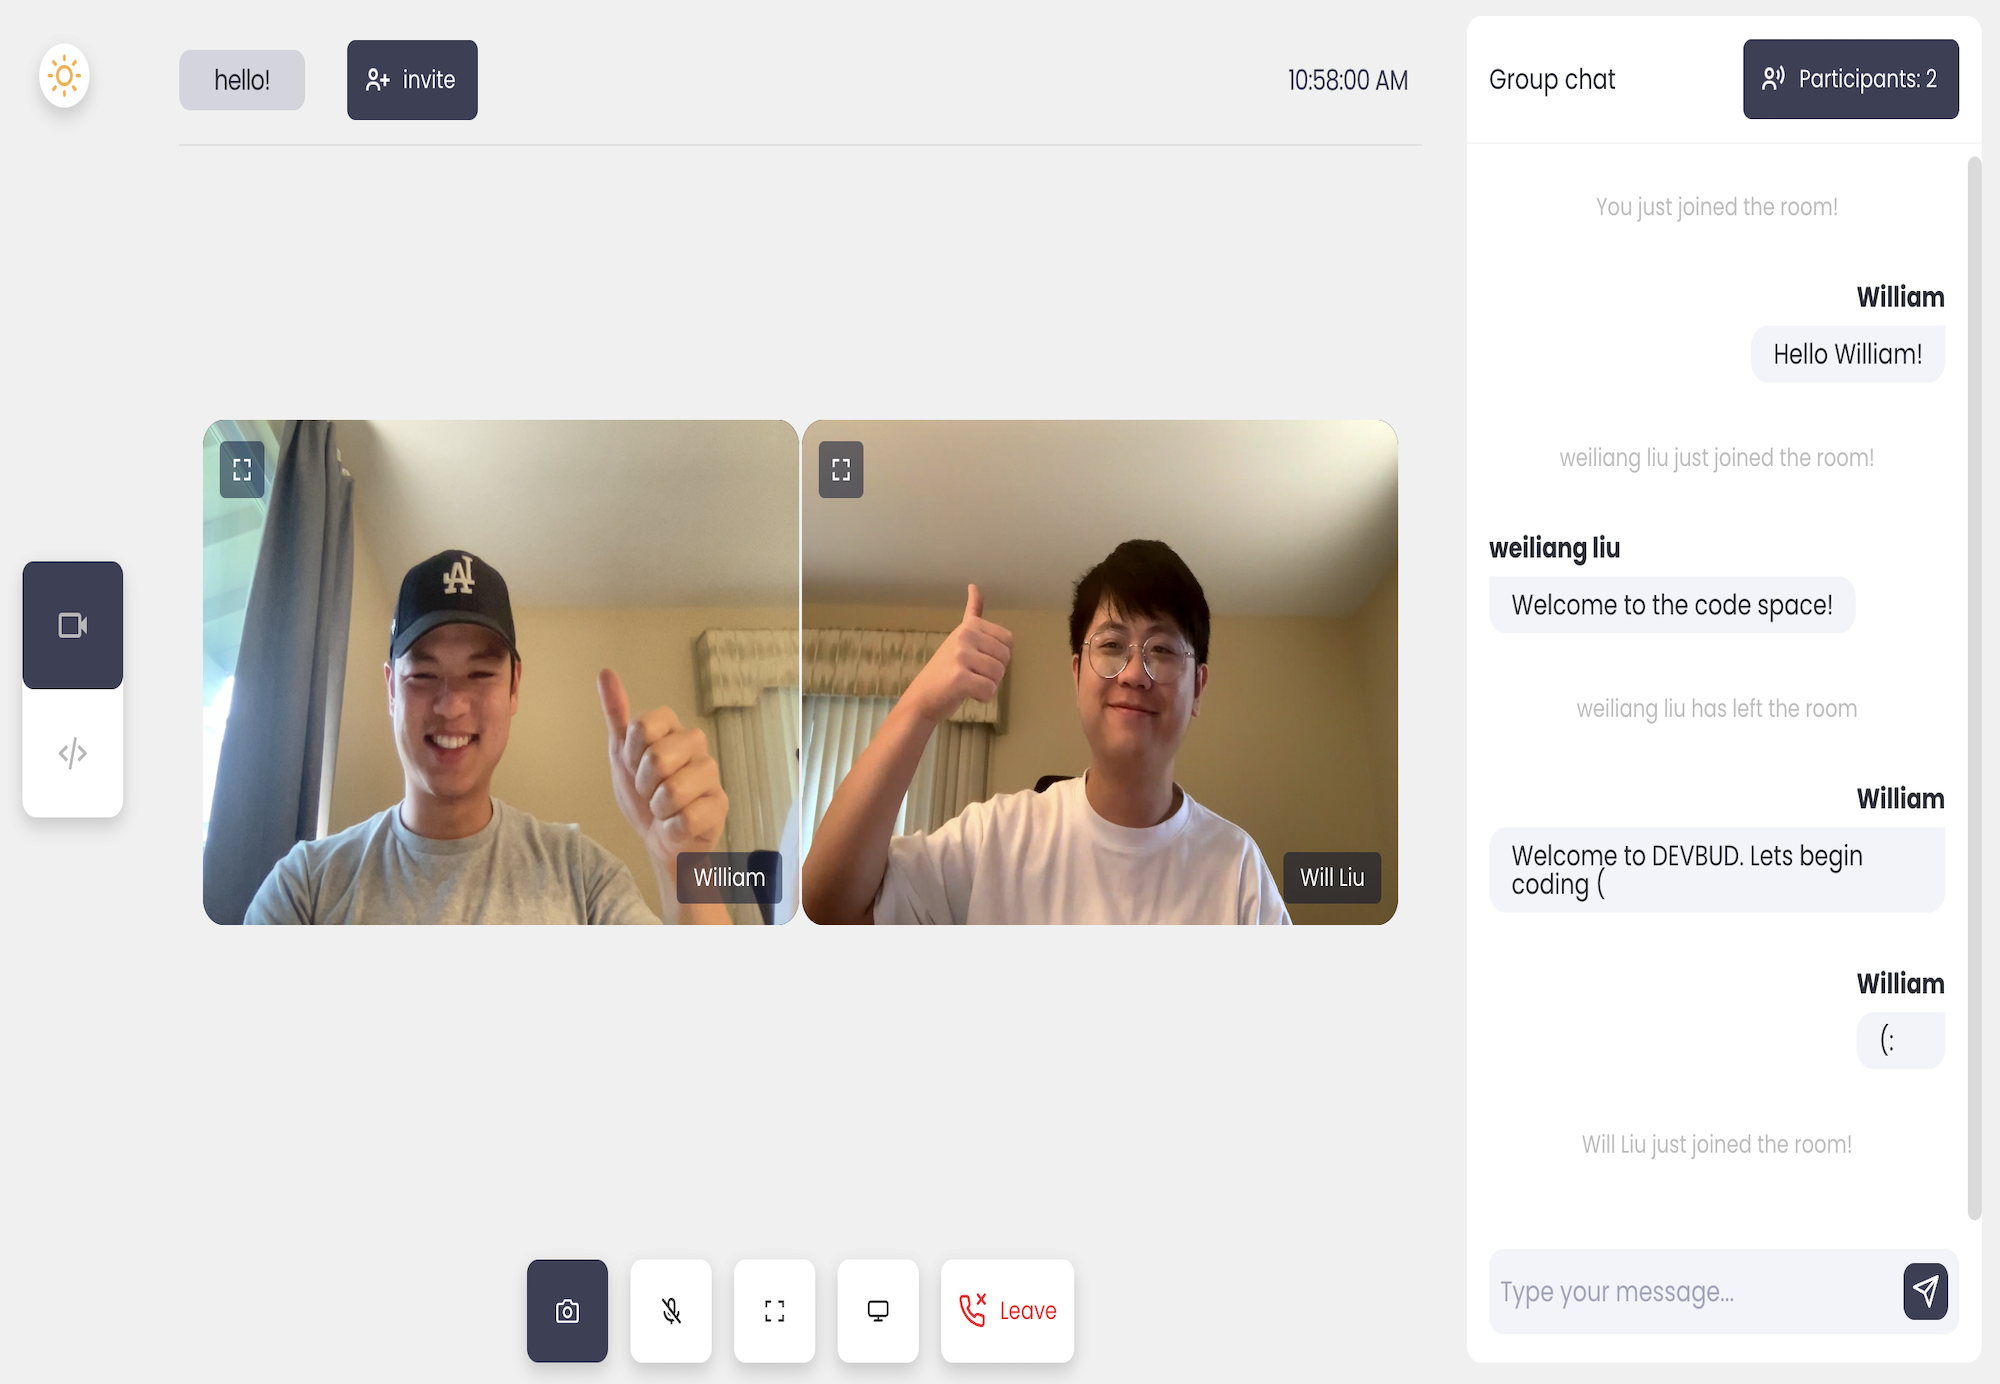 hello!
invite
10:58:00 AM
LA
William
Will Liu
Leave
Group chat
Participants: 2
You just joined the room!
William
Hello William!
weiliang liu just joined the room!
weiliang liu
Welcome to the code space!
weiliang liu has left the room
William
Welcome to DEVBUD. Lets begin
coding (
William
(:
Will Liu just joined the room!
Type your message...